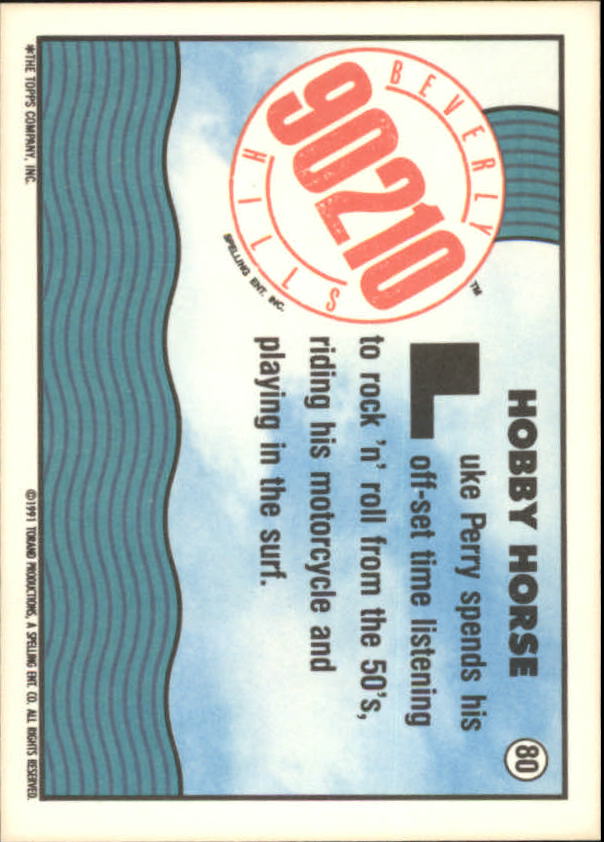 HOBBY HORSE
80
BEVERLY
90210
HILLS
TM
SPELLING ENT. INC.
Luke Perry spends his
off-set time listening
to rock 'n' roll from the 50's,
riding his motorcycle and
playing in the surf.
*THE TOPPS COMPANY, INC.
©1991 TORAND PRODUCTIONS, A SPELLING ENT. CO. ALL RIGHTS RESERVED.